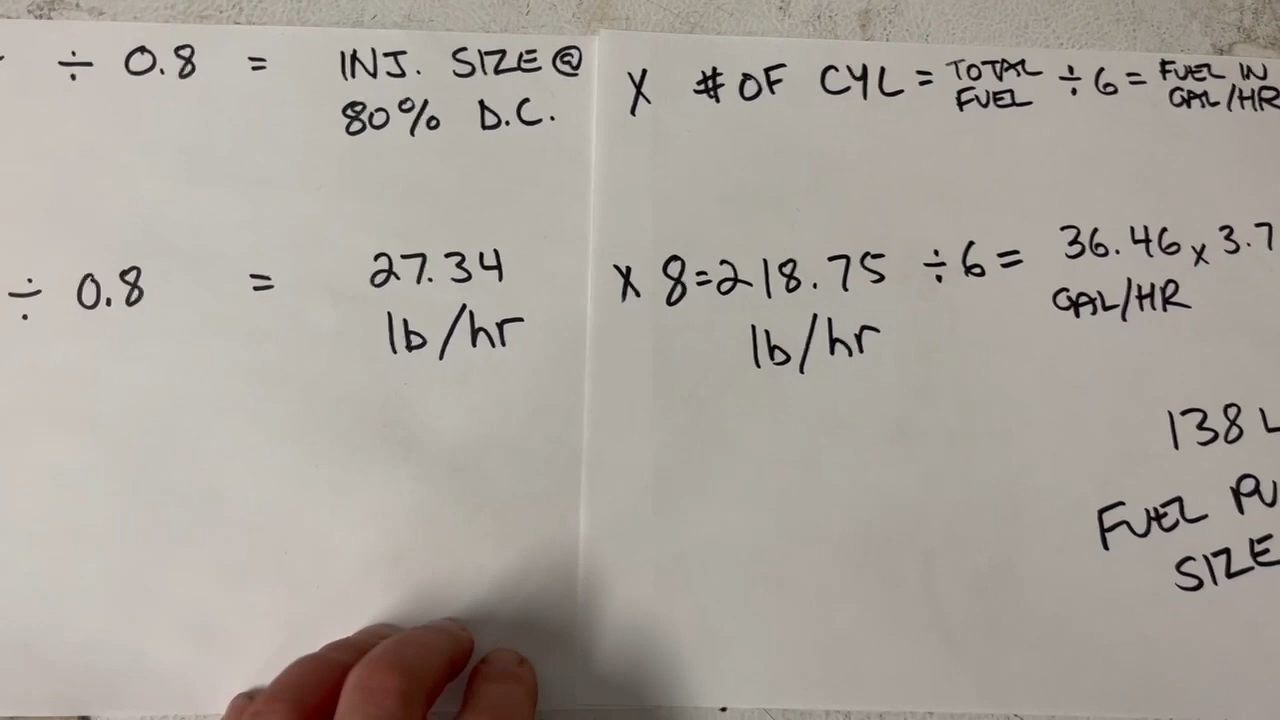 ÷ 0.8 = INJ. SIZE @
80% D.C.
X # OF CYL = TOTAL FUEL ÷ 6 = FUEL IN GAL/HR
÷ 0.8 = 27.34
lb/hr
x 8 = 218.75 ÷ 6 = 36.46 x 3.7
lb/hr
GAL/HR
138 L
FUEL PU
SIZE